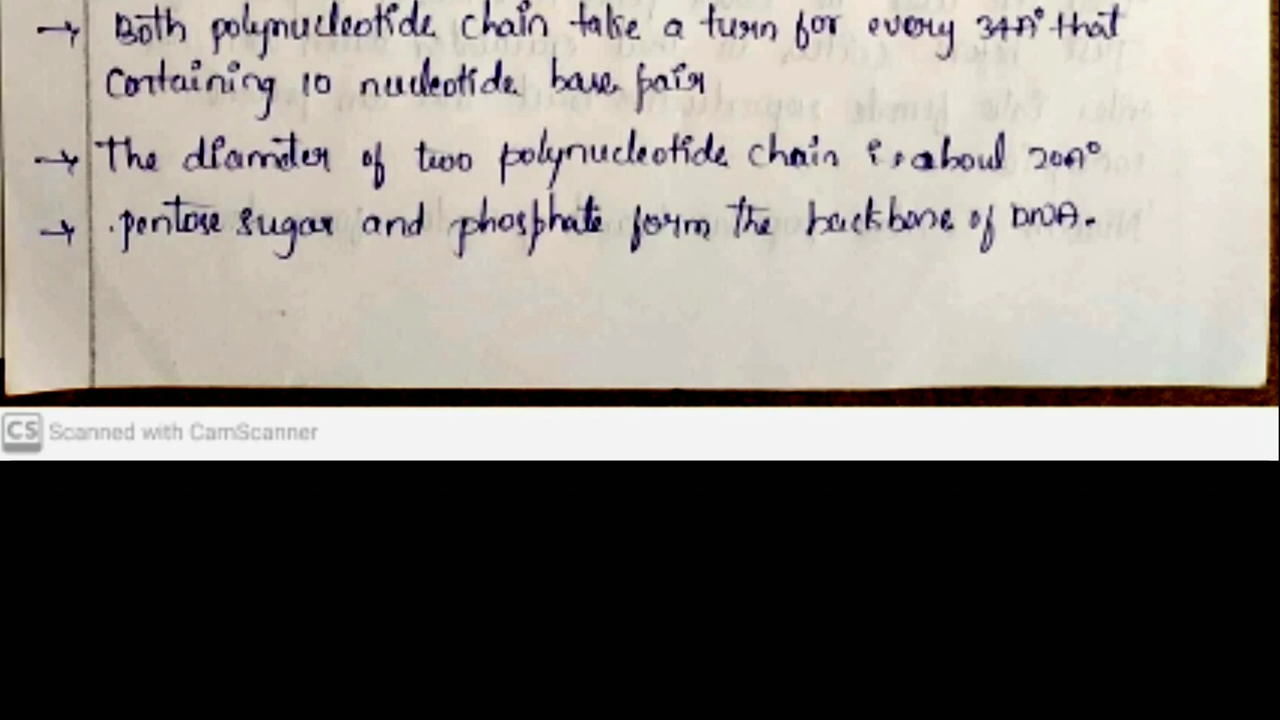 → Both polynucleotide chain take a turn for every 34A° that
containing 10 nucleotide base pair
→ The diameter of two polynucleotide chain is about 20A°
→ .pentose sugar and phosphate form the backbone of DNA.
CS Scanned with CamScanner